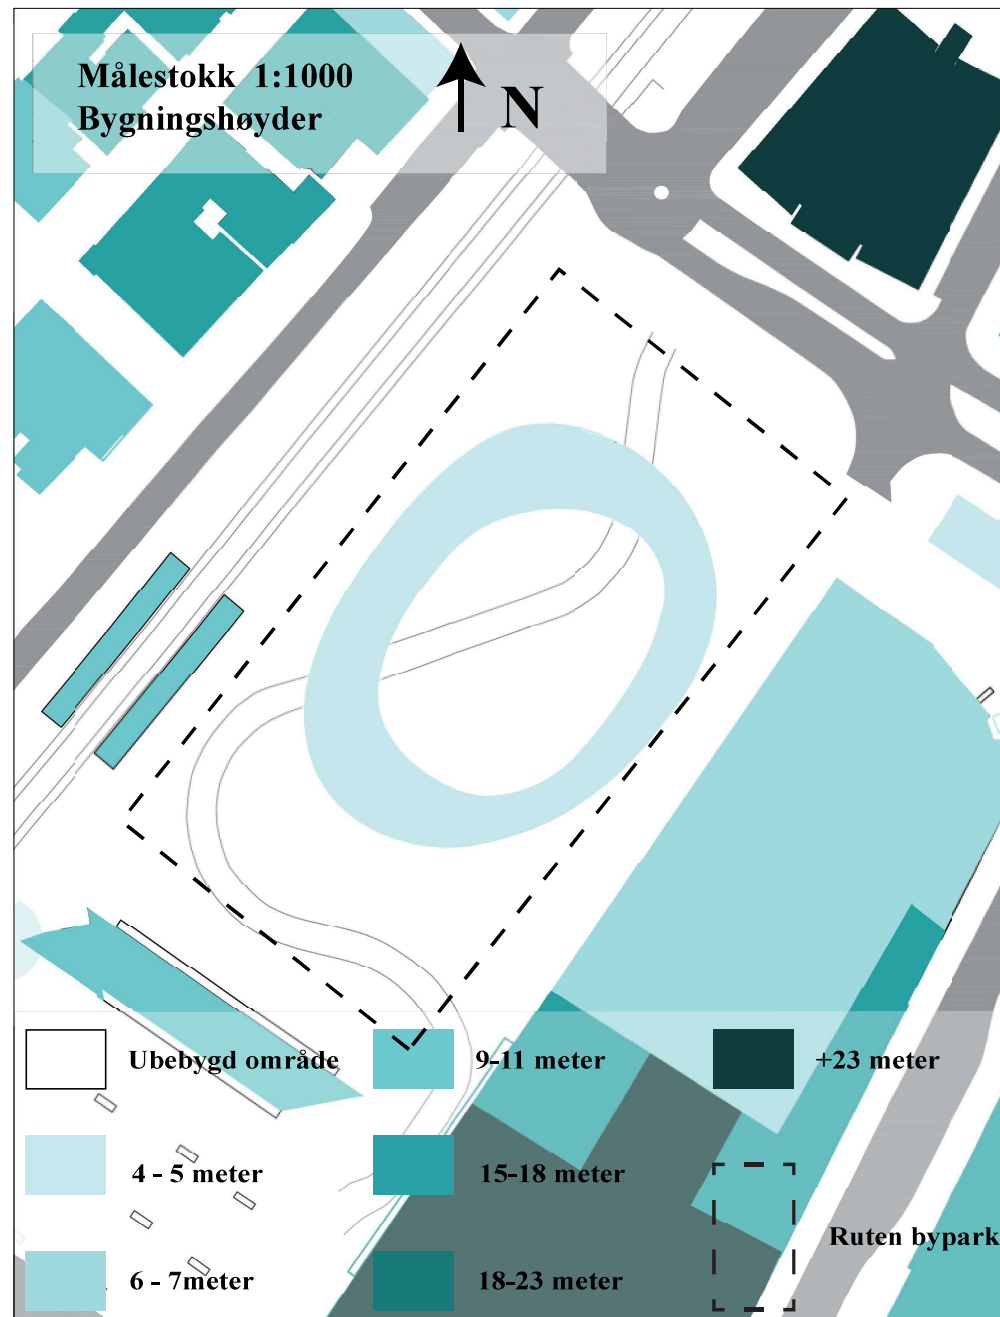 Målestokk 1:1000
Bygningshøyder
N
Ubebygd område
9-11 meter
+23 meter
4 - 5 meter
15-18 meter
6 - 7meter
18-23 meter
Ruten bypark